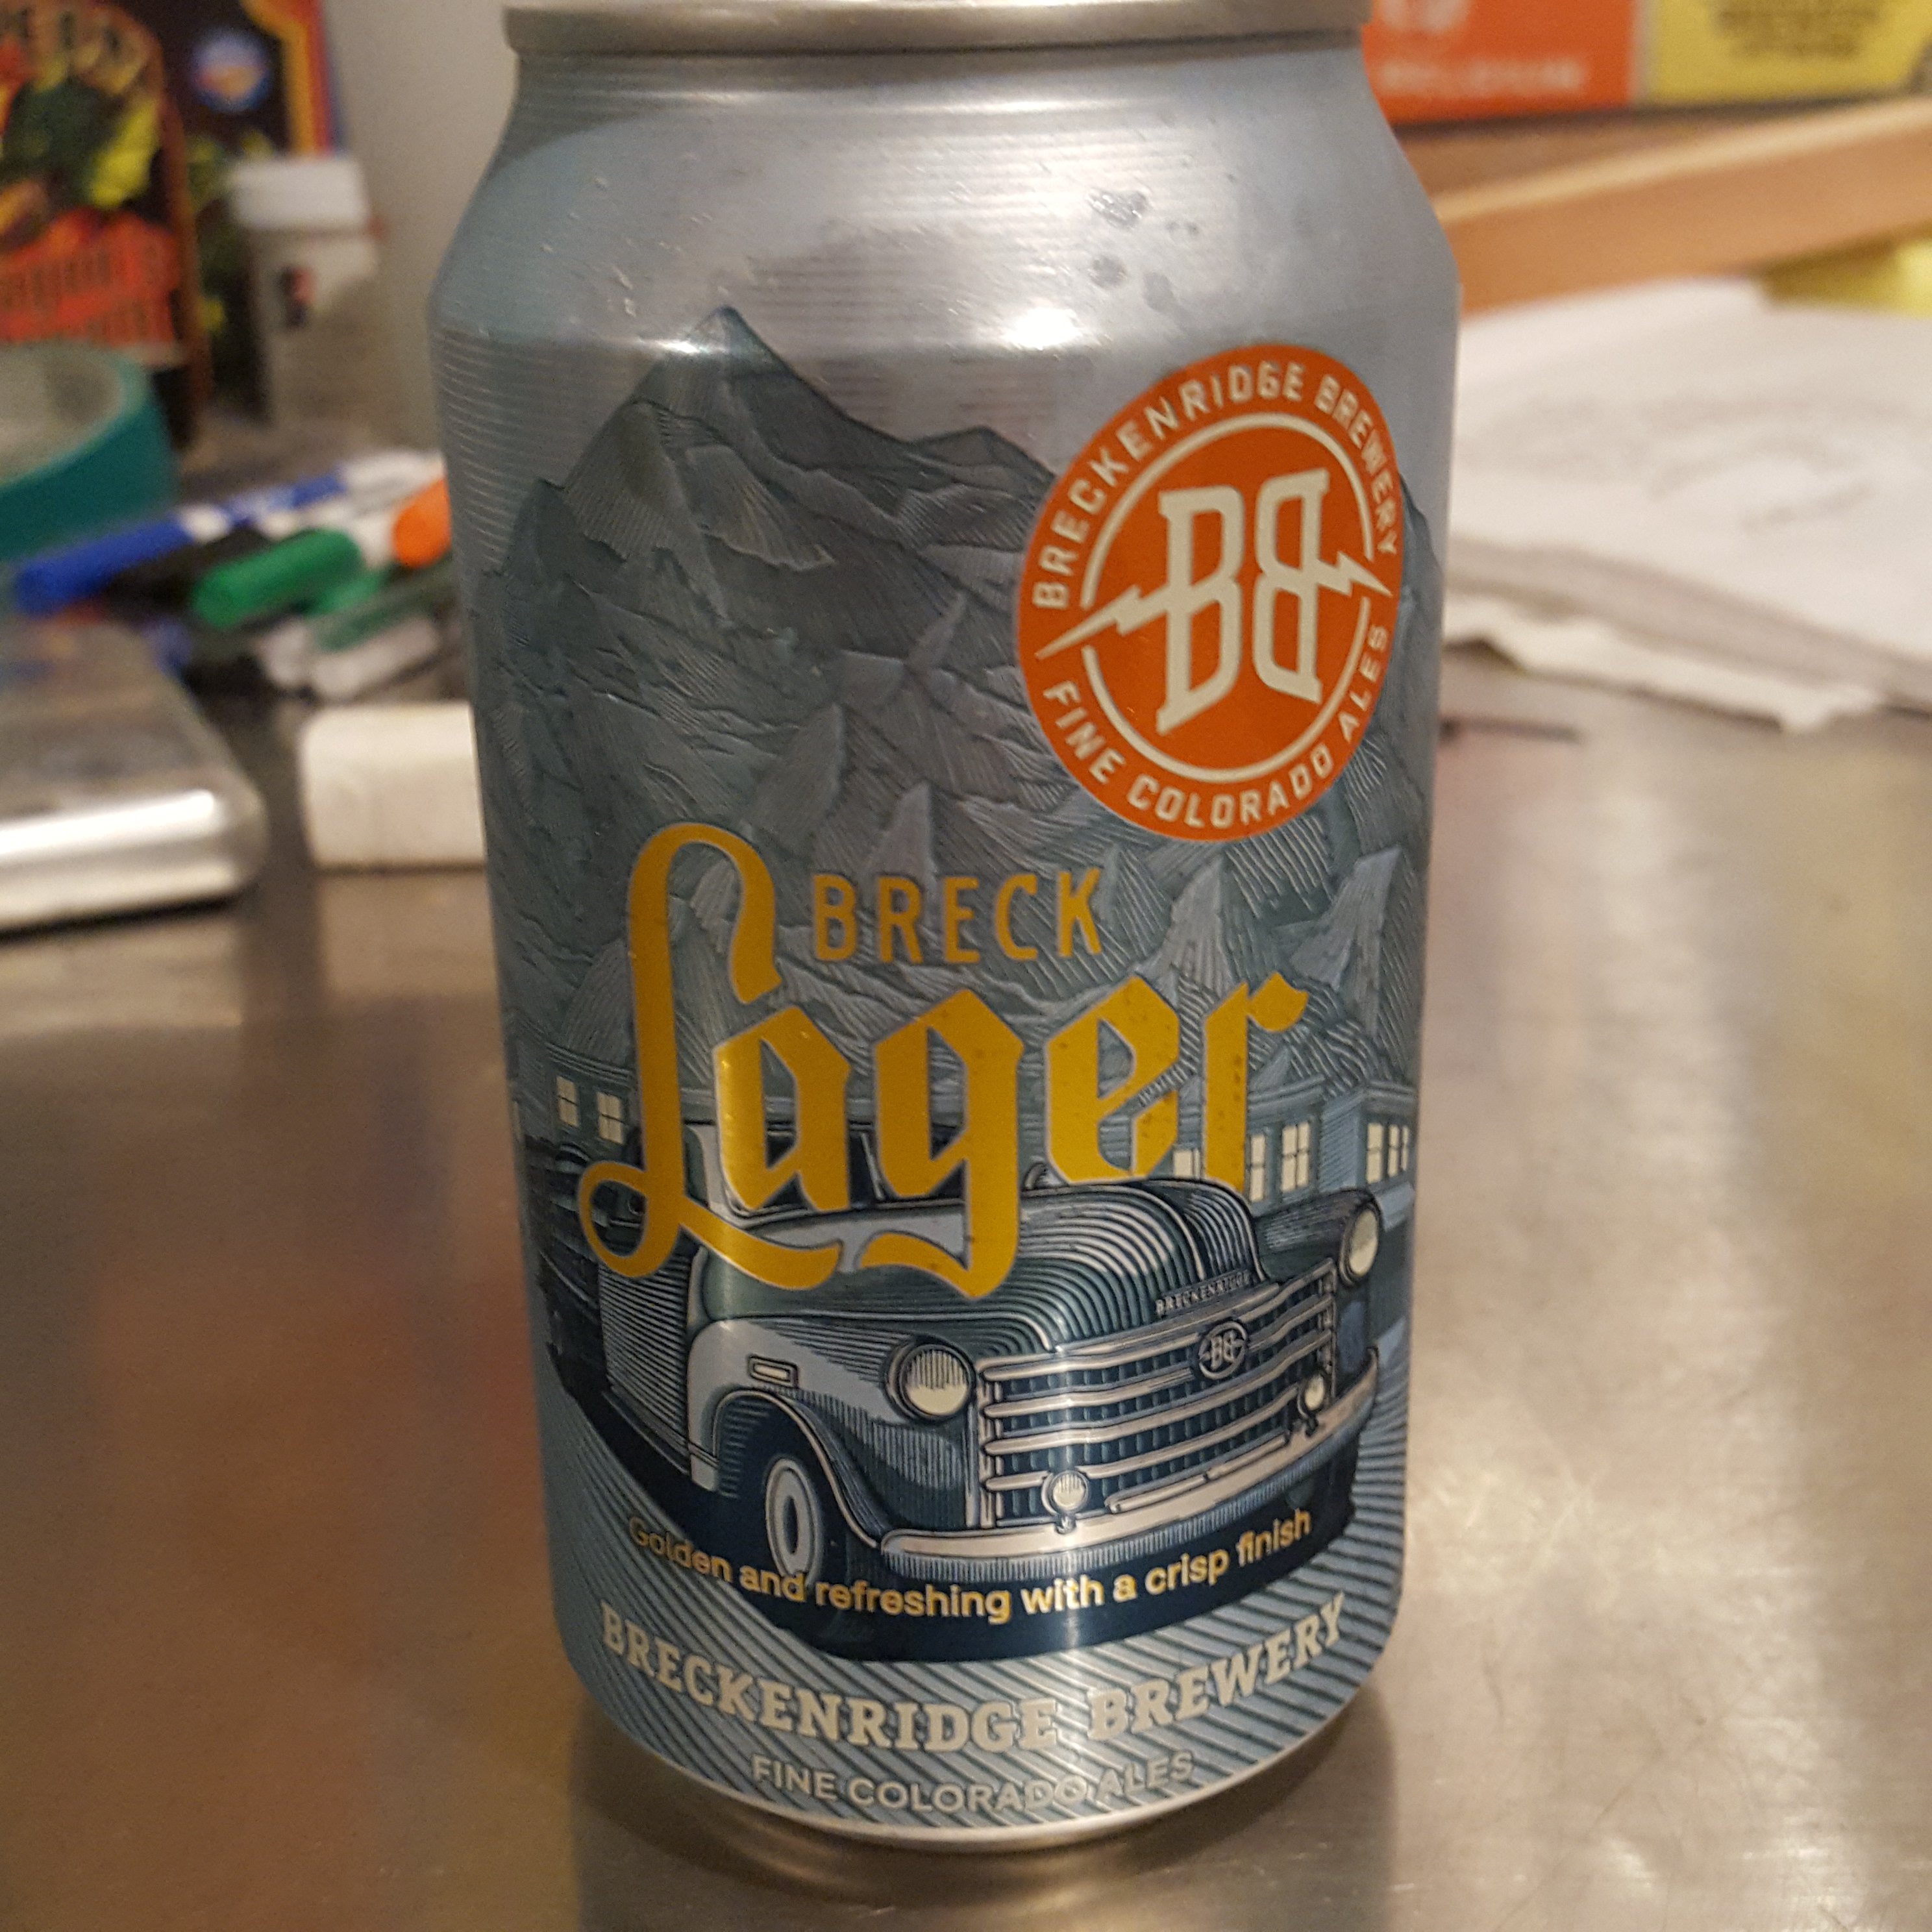 BRECKENRIDGE BREWERY
BB
FINE COLORADO ALES
BRECK
Lager
BRECKENRIDGE
BB
Golden and refreshing with a crisp finish
BRECKENRIDGE BREWERY
FINE COLORADO ALES